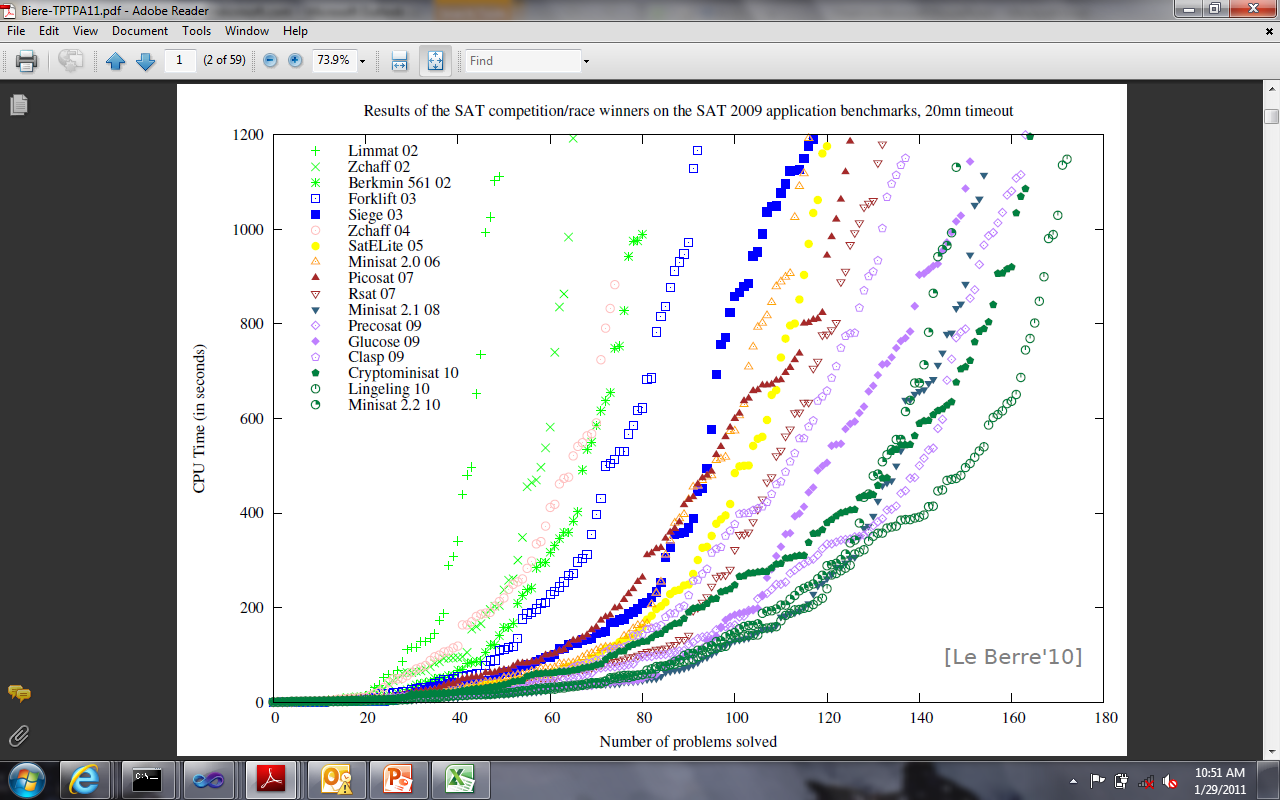 Biere-TPTPA11.pdf - Adobe Reader
File Edit View Document Tools Window Help
1 (2 of 59) 73.9% Find
Results of the SAT competition/race winners on the SAT 2009 application benchmarks, 20mn timeout
1200
1000
800
600
400
200
0
CPU Time (in seconds)
Limmat 02
Zchaff 02
Berkmin 561 02
Forklift 03
Siege 03
Zchaff 04
SatELite 05
Minisat 2.0 06
Picosat 07
Rsat 07
Minisat 2.1 08
Precosat 09
Glucose 09
Clasp 09
Cryptominisat 10
Lingeling 10
Minisat 2.2 10
[Le Berre'10]
0 20 40 60 80 100 120 140 160 180
Number of problems solved
C:\_
10:51 AM
1/29/2011